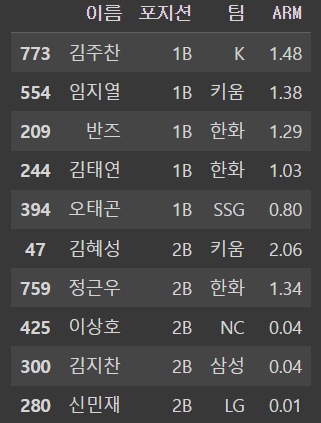 이름 포지션 팀 ARM
773 김주찬 1B K 1.48
554 임지열 1B 키움 1.38
209 반즈 1B 한화 1.29
244 김태연 1B 한화 1.03
394 오태곤 1B SSG 0.80
47 김혜성 2B 키움 2.06
759 정근우 2B 한화 1.34
425 이상호 2B NC 0.04
300 김지찬 2B 삼성 0.04
280 신민재 2B LG 0.01